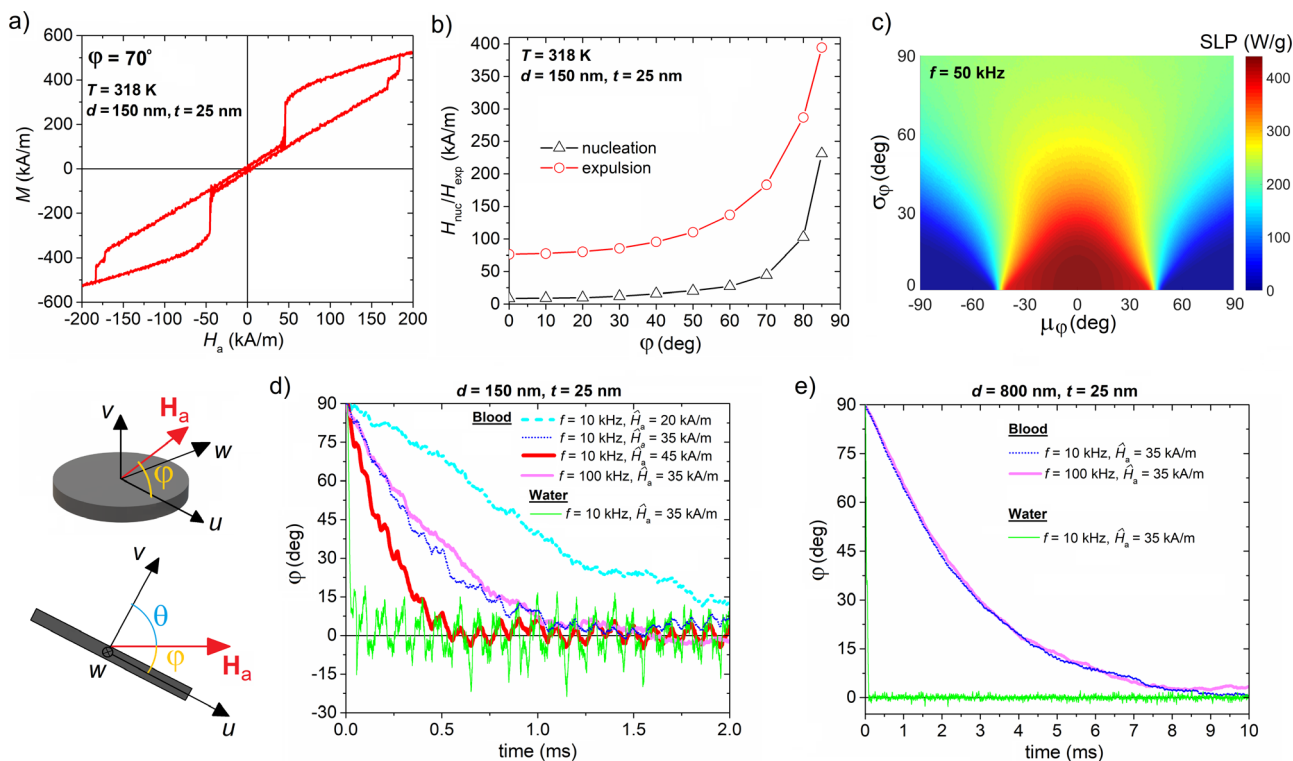 a)
φ = 70°
T = 318 K
d = 150 nm, t = 25 nm
M (kA/m)
600
400
200
0
-200
-400
-600
-200 -150 -100 -50 0 50 100 150 200
Hₐ (kA/m)
b)
T = 318 K
d = 150 nm, t = 25 nm
nucleation
expulsion
H_nuc/H_exp (kA/m)
400
350
300
250
200
150
100
50
0
0 10 20 30 40 50 60 70 80 90
φ (deg)
c)
SLP (W/g)
f = 50 kHz
σ_φ (deg)
90
60
30
0
-90 -60 -30 0 30 60 90
μ_φ (deg)
400
300
200
100
0
v
Hₐ
w
φ
u
v
θ
φ
Hₐ
w
u
d)
d = 150 nm, t = 25 nm
Blood
f = 10 kHz, Ĥₐ = 20 kA/m
f = 10 kHz, Ĥₐ = 35 kA/m
f = 10 kHz, Ĥₐ = 45 kA/m
f = 100 kHz, Ĥₐ = 35 kA/m
Water
f = 10 kHz, Ĥₐ = 35 kA/m
φ (deg)
90
75
60
45
30
15
0
-15
-30
0.0 0.5 1.0 1.5 2.0
time (ms)
e)
d = 800 nm, t = 25 nm
Blood
f = 10 kHz, Ĥₐ = 35 kA/m
f = 100 kHz, Ĥₐ = 35 kA/m
Water
f = 10 kHz, Ĥₐ = 35 kA/m
φ (deg)
90
75
60
45
30
15
0
0 1 2 3 4 5 6 7 8 9 10
time (ms)